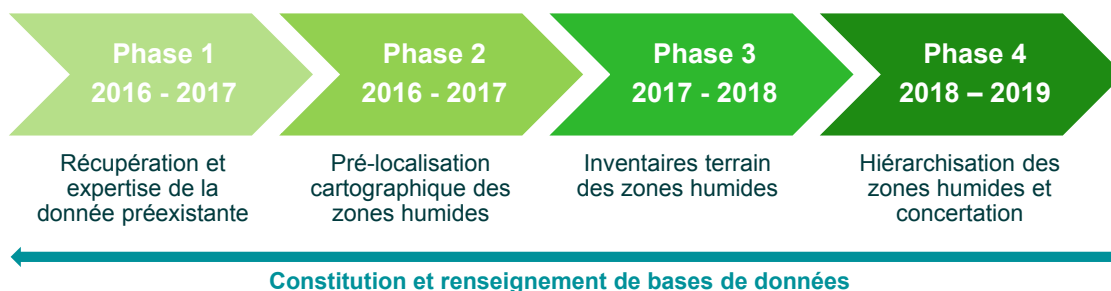 Phase 1
2016 - 2017
Phase 2
2016 - 2017
Phase 3
2017 - 2018
Phase 4
2018 – 2019
Récupération et
expertise de la
donnée préexistante
Pré-localisation
cartographique des
zones humides
Inventaires terrain
des zones humides
Hiérarchisation des
zones humides et
concertation
Constitution et renseignement de bases de données